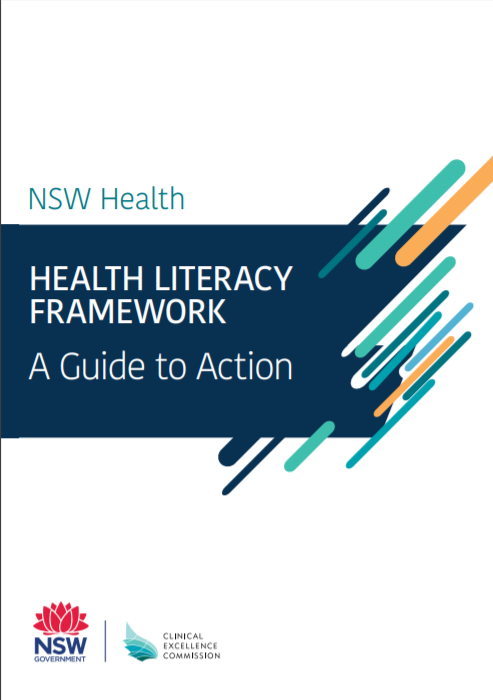 NSW Health
HEALTH LITERACY
FRAMEWORK
A Guide to Action
NSW
GOVERNMENT
CLINICAL
EXCELLENCE
COMMISSION